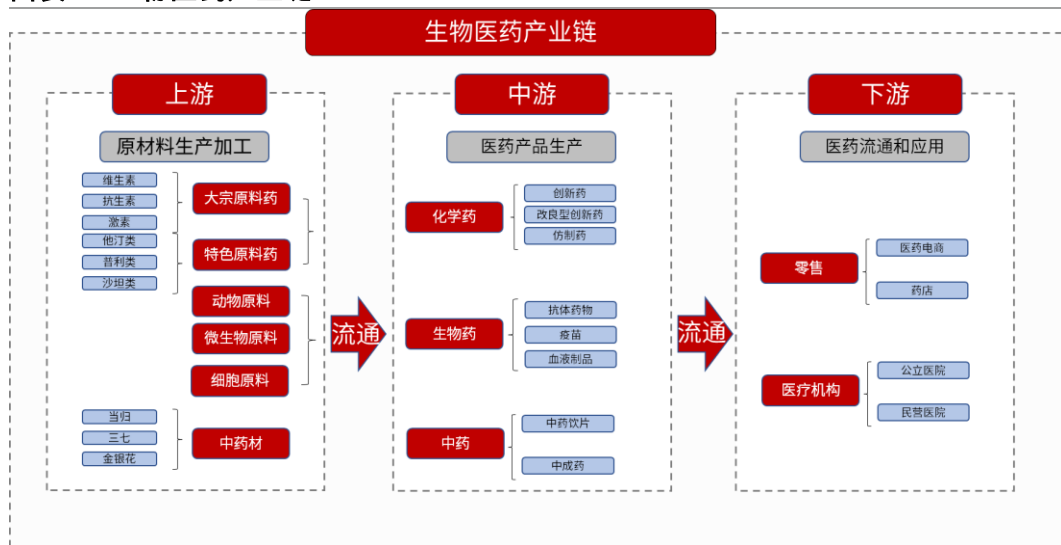 生物医药产业链
上游
原材料生产加工
维生素
抗生素
激素
大宗原料药
他汀类
普利类
沙坦类
特色原料药
动物原料
微生物原料
细胞原料
当归
三七
金银花
中药材
流通
中游
医药产品生产
化学药
创新药
改良型创新药
仿制药
生物药
抗体药物
疫苗
血液制品
中药
中药饮片
中成药
流通
下游
医药流通和应用
零售
医药电商
药店
医疗机构
公立医院
民营医院